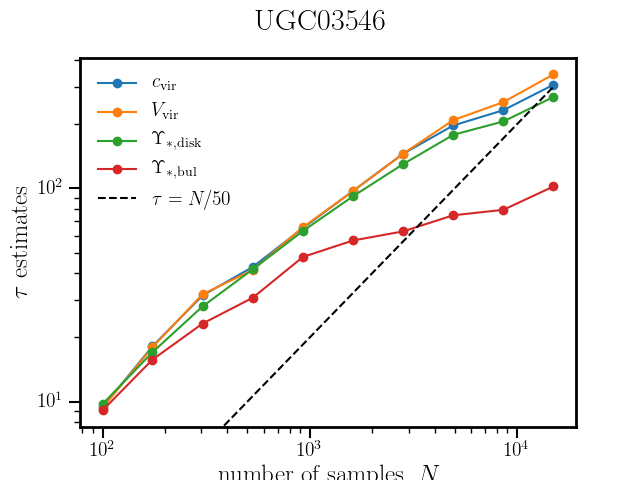 UGC03546
c_vir
V_vir
Υ_*,disk
Υ_*,bul
τ = N/50
τ estimates
10^2
10^1
10^2
10^3
10^4
number of samples, N